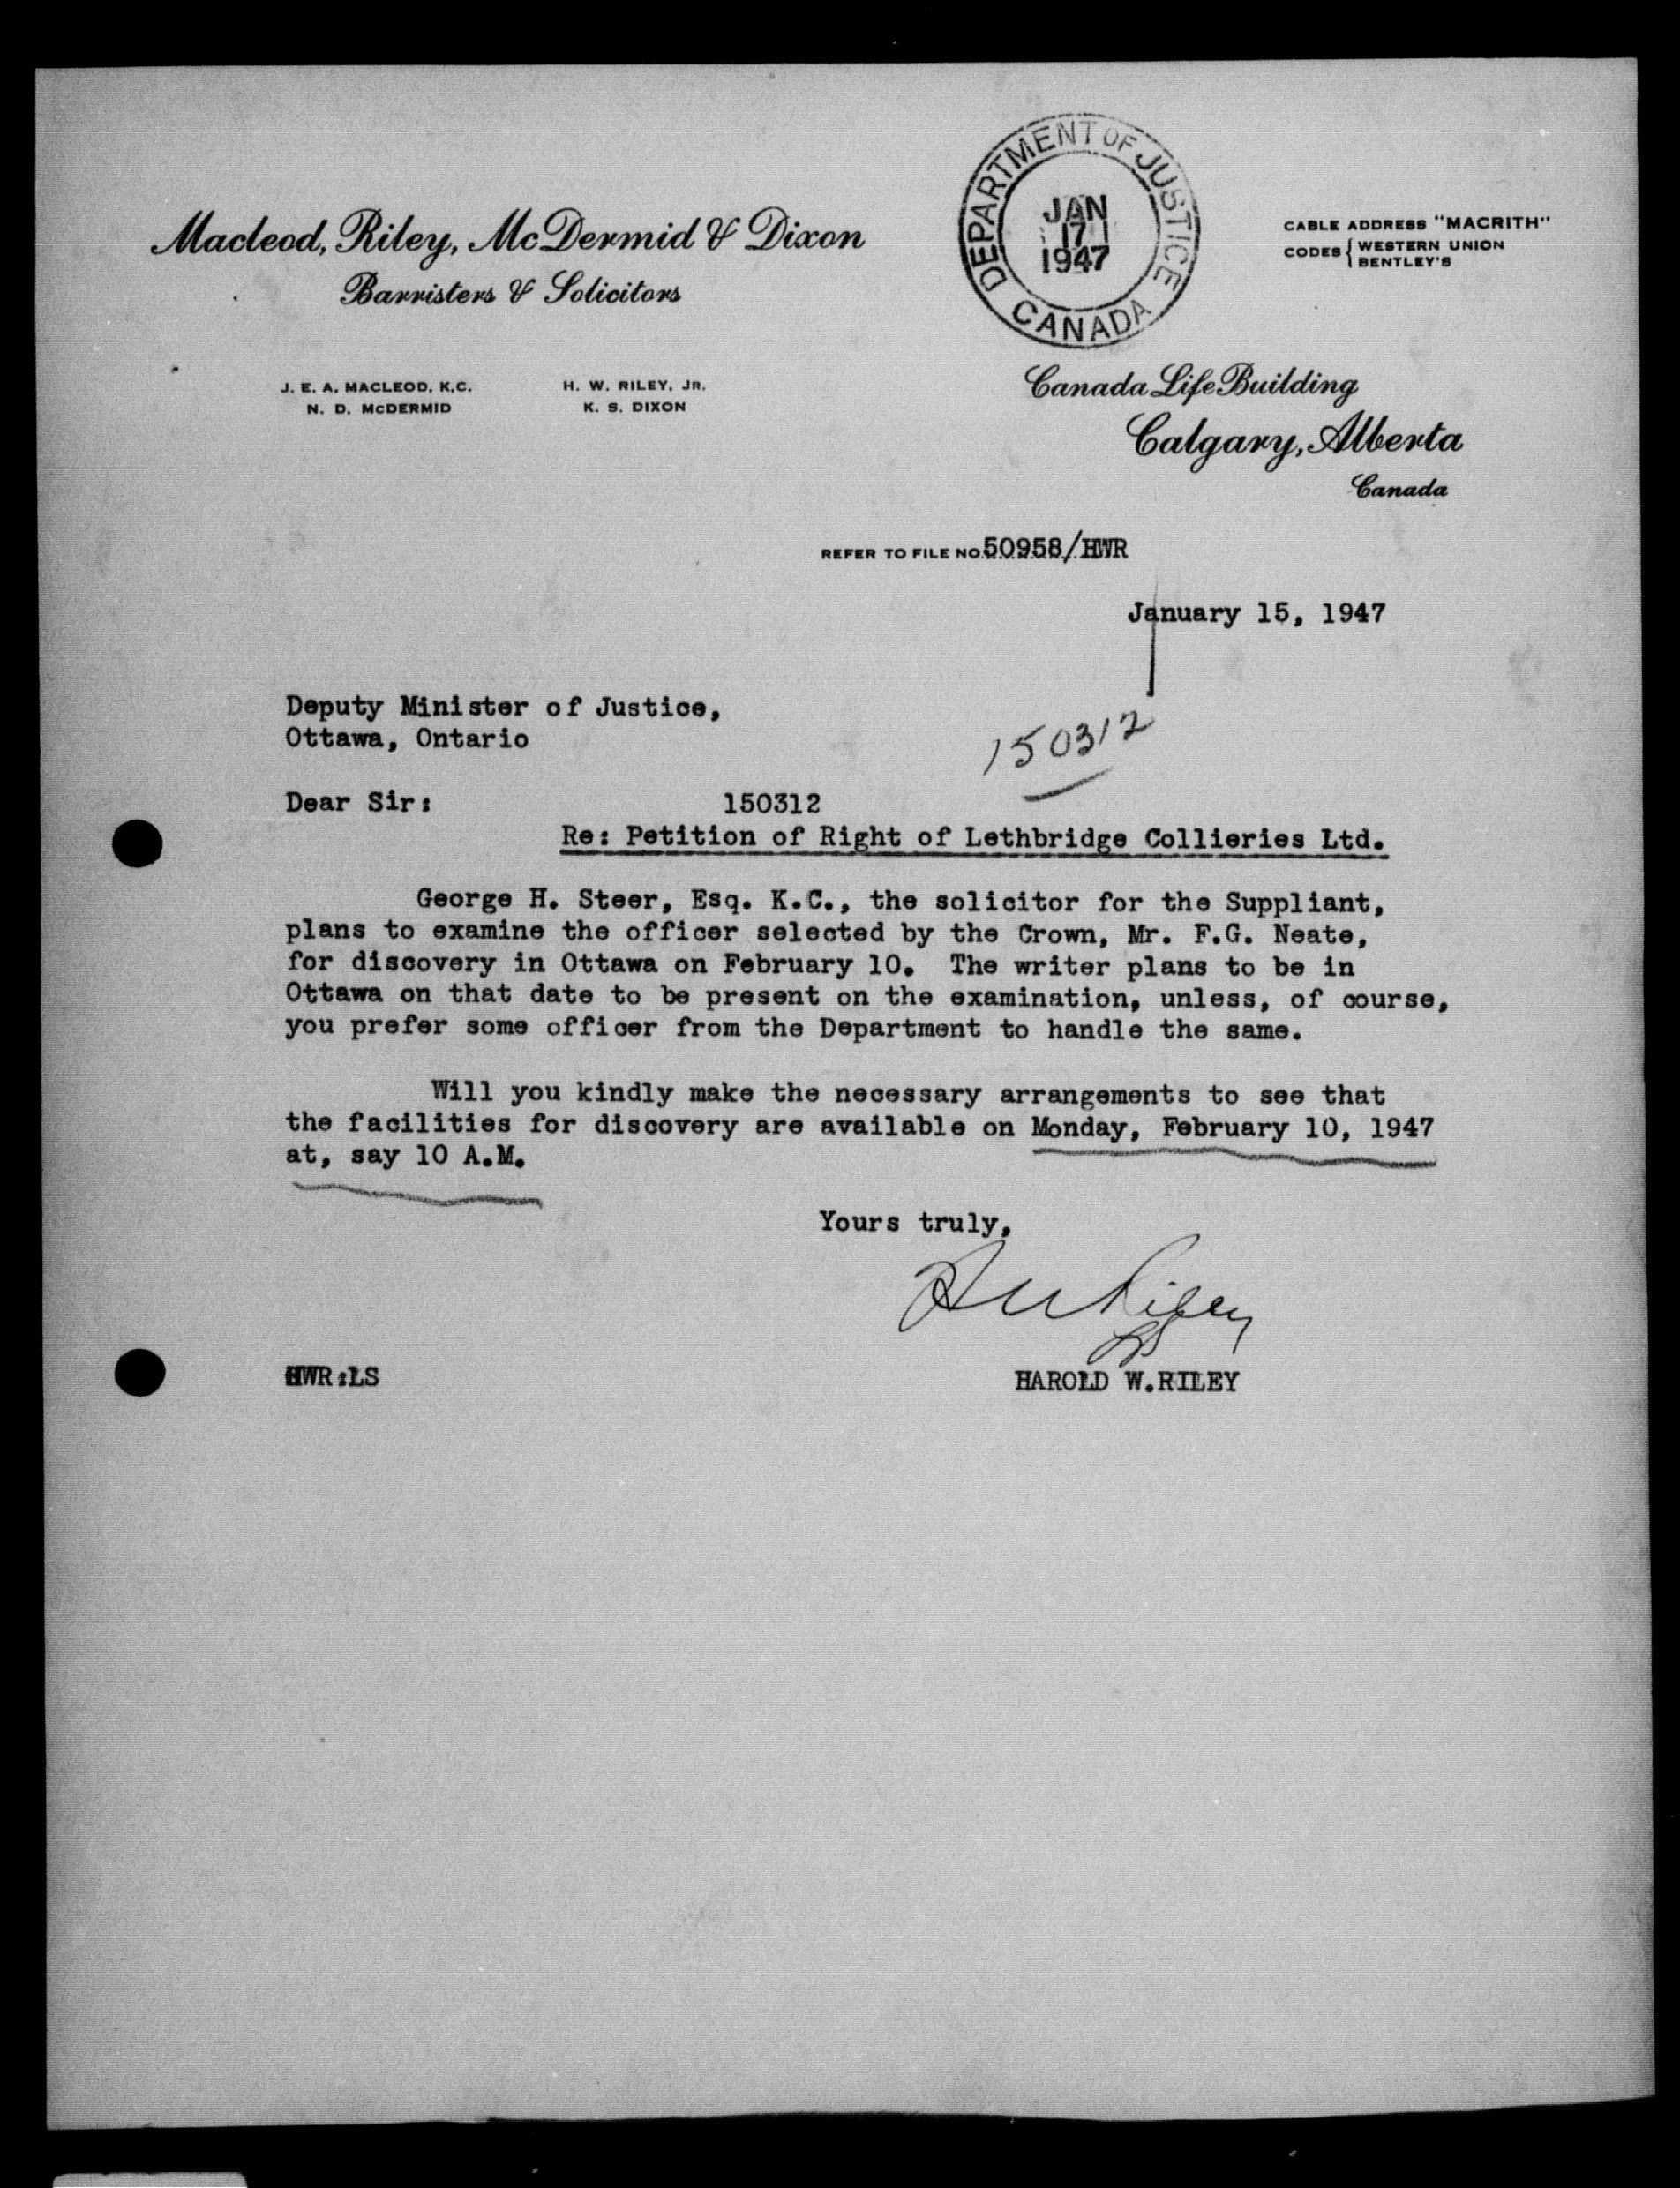 Macleod, Riley, McDermid & Dixon
Barristers & Solicitors
J. E. A. MACLEOD, K.C.
N. D. McDERMID
H. W. RILEY, JR.
K. S. DIXON
DEPARTMENT OF JUSTICE
JAN
17
1947
CANADA
CABLE ADDRESS "MACRITH"
CODES { WESTERN UNION
BENTLEY'S
Canada Life Building
Calgary, Alberta
Canada
REFER TO FILE NO. 50958/HWR
January 15, 1947
Deputy Minister of Justice,
Ottawa, Ontario
150312
Dear Sir:
150312
Re: Petition of Right of Lethbridge Collieries Ltd.
George H. Steer, Esq. K.C., the solicitor for the Suppliant,
plans to examine the officer selected by the Crown, Mr. F.G. Neate,
for discovery in Ottawa on February 10. The writer plans to be in
Ottawa on that date to be present on the examination, unless, of course,
you prefer some officer from the Department to handle the same.
Will you kindly make the necessary arrangements to see that
the facilities for discovery are available on Monday, February 10, 1947
at, say 10 A.M.
Yours truly,
HW Riley
HWR:LS
HAROLD W.RILEY